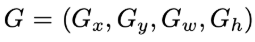 G = (G_x, G_y, G_w, G_h)